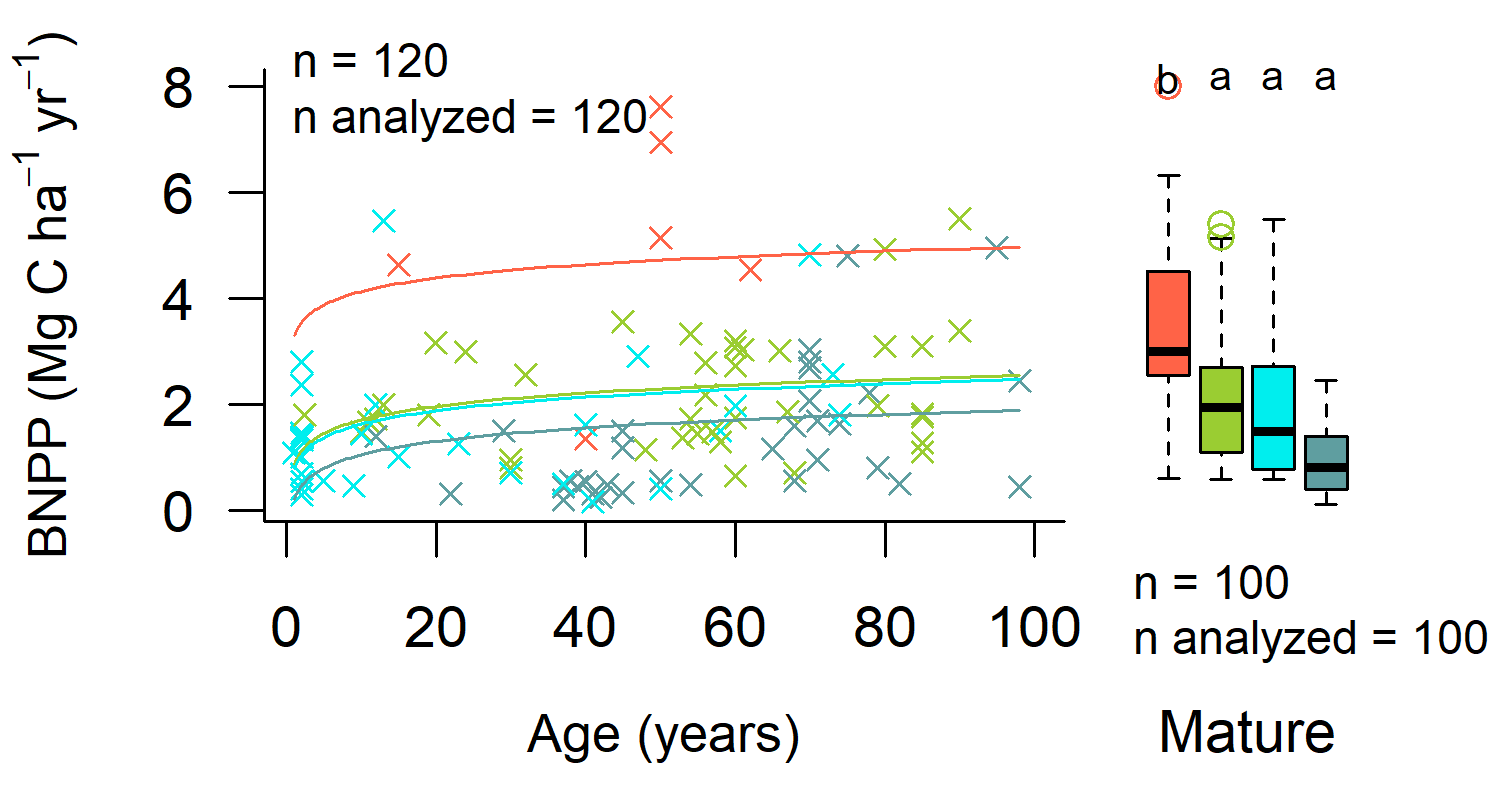 n = 120
n analyzed = 120
BNPP (Mg C ha⁻¹ yr⁻¹)
8
6
4
2
0
0 20 40 60 80 100
Age (years)
b a a a
n = 100
n analyzed = 100
Mature